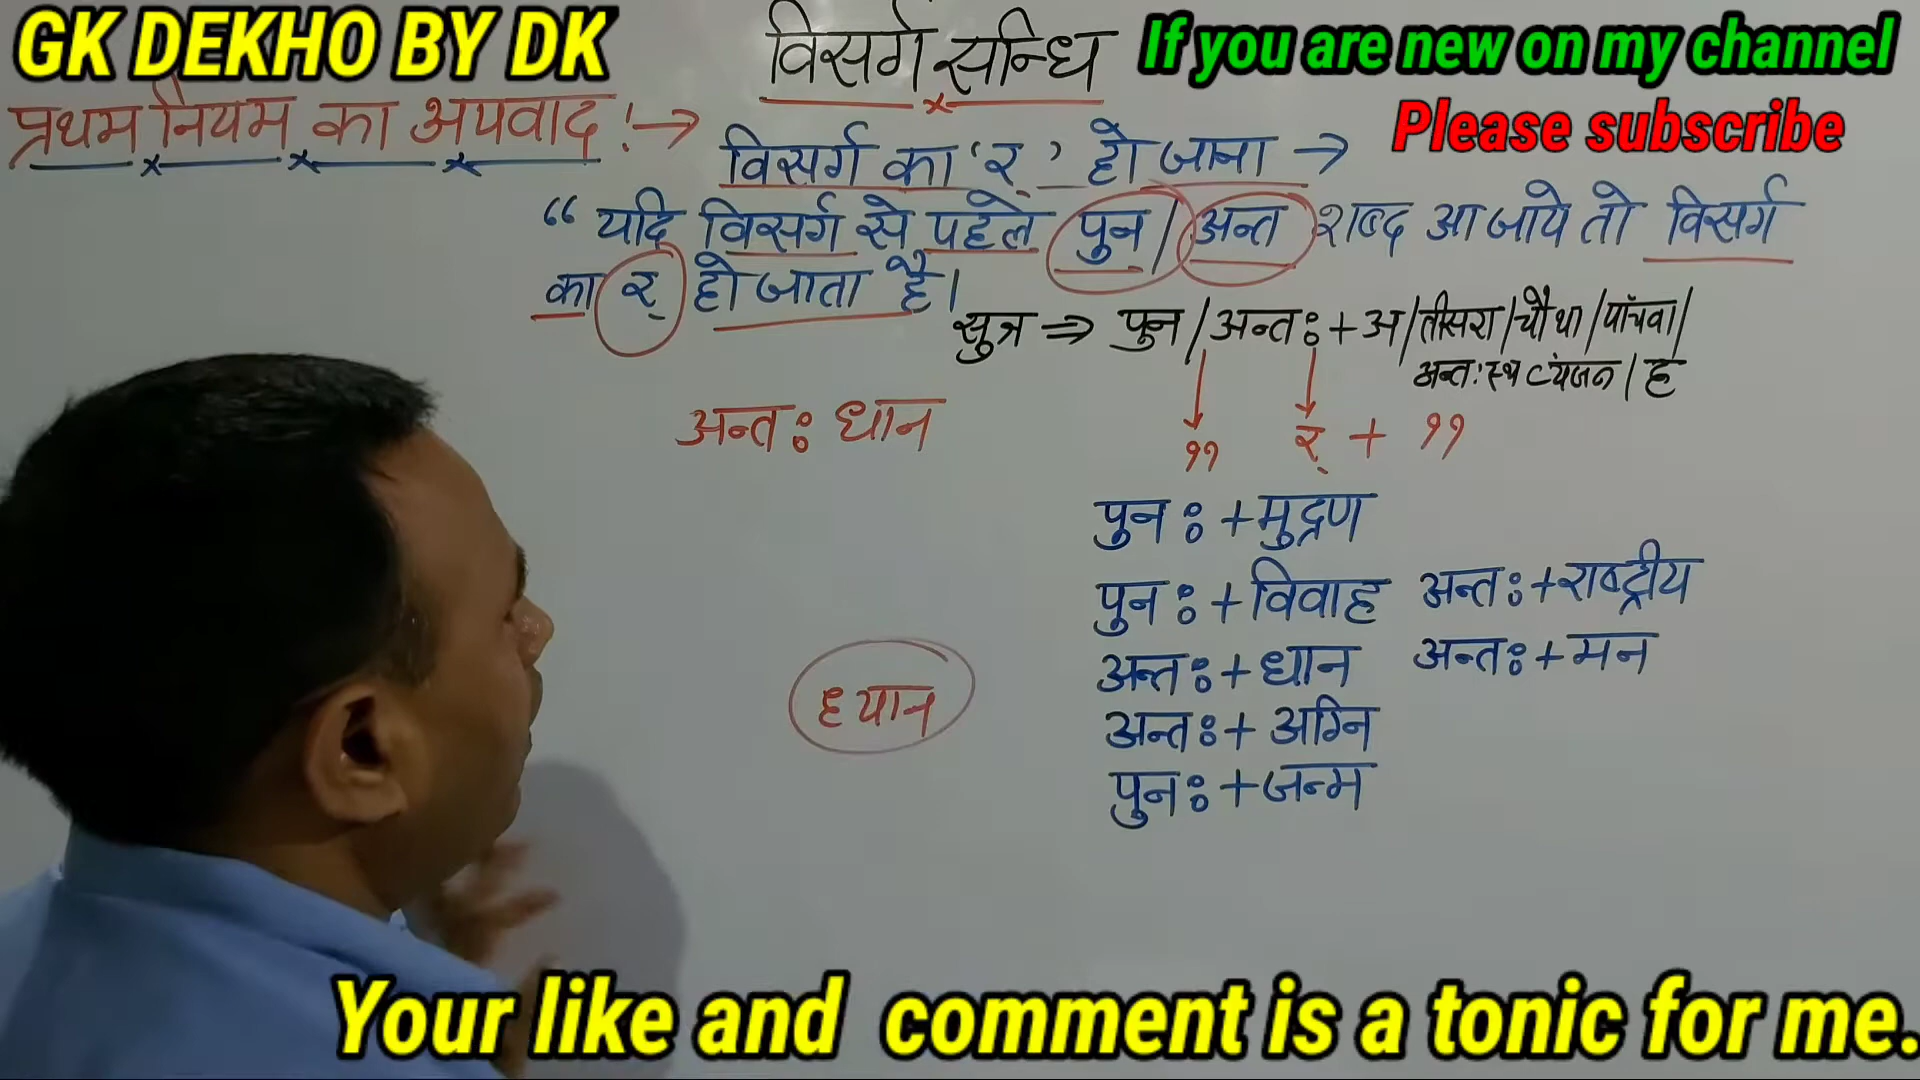 GK DEKHO BY DK
विसर्ग सन्धि
If you are new on my channel
Please subscribe
प्रथम नियम का अपवाद :→
विसर्ग का 'र्' हो जाना →
“ यदि विसर्ग से पहले पुन / अन्त शब्द आ जाये तो विसर्ग
का र् हो जाता है।
सुत्र ⇒ पुन / अन्तः + अ / तीसरा / चौथा / पाँचवा /
अन्तःस्थ व्यंजन / ह
अन्तः धान
११ र् + ११
पुनः + मुद्रण
पुनः + विवाह अन्तः + राष्ट्रीय
अन्तः + धान अन्तः + मन
ध्यान
अन्तः + अग्नि
पुनः + जन्म
Your like and comment is a tonic for me.